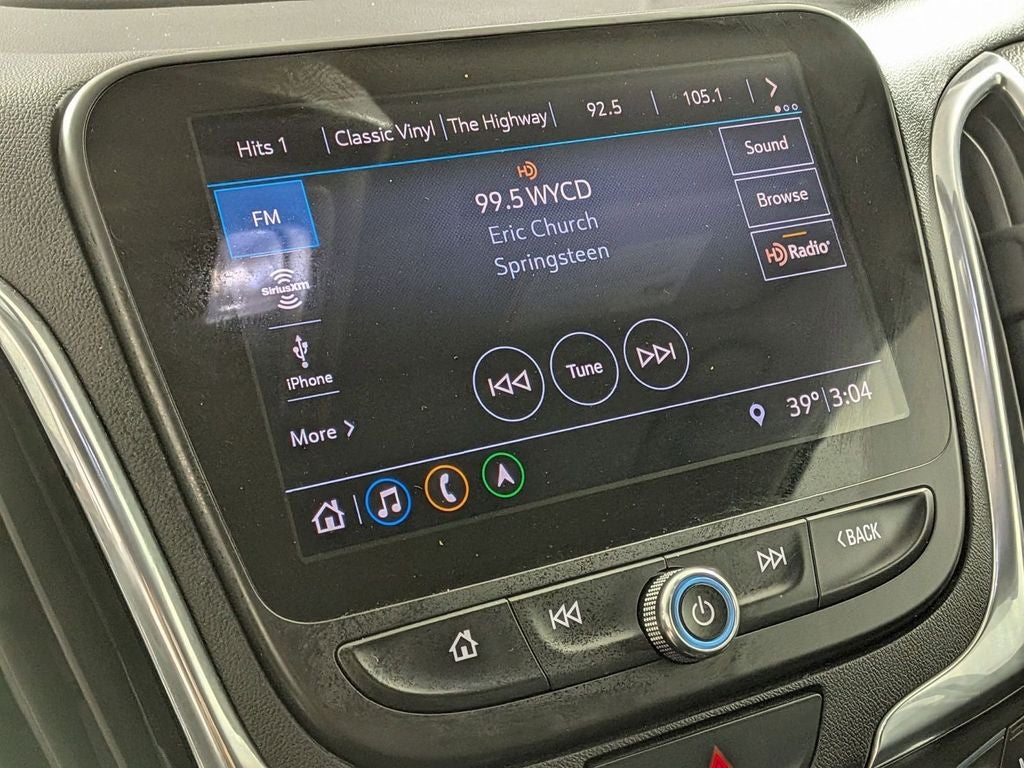 Hits 1 | Classic Vinyl | The Highway | 92.5 | 105.1
FM
HD
99.5 WYCD
Eric Church
Springsteen
Sound
Browse
HD Radio
SiriusXM
iPhone
More
Tune
39° 3:04
BACK